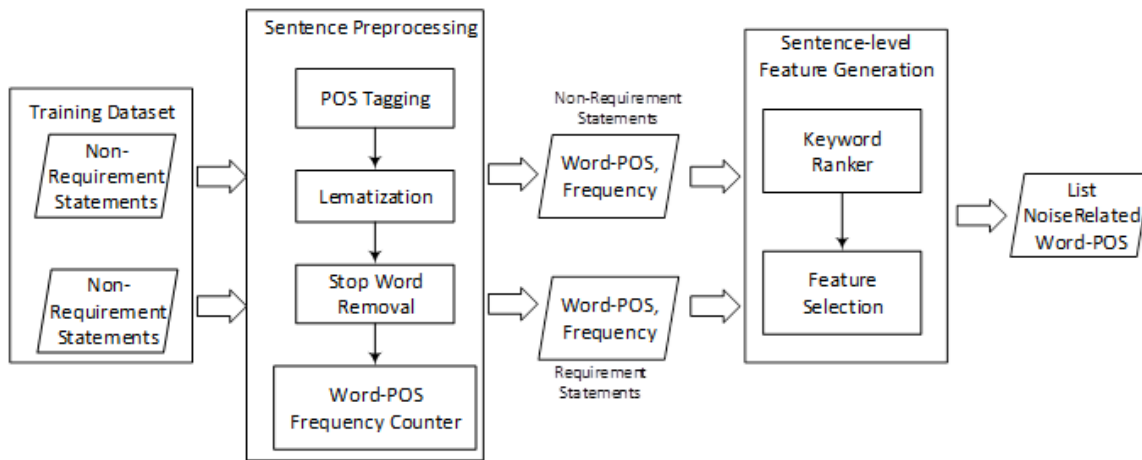 Training Dataset
Non-
Requirement
Statements
Non-
Requirement
Statements
Sentence Preprocessing
POS Tagging
Lematization
Stop Word
Removal
Word-POS
Frequency Counter
Non-Requirement
Statements
Word-POS,
Frequency
Word-POS,
Frequency
Requirement
Statements
Sentence-level
Feature Generation
Keyword
Ranker
Feature
Selection
List
NoiseRelated
Word-POS